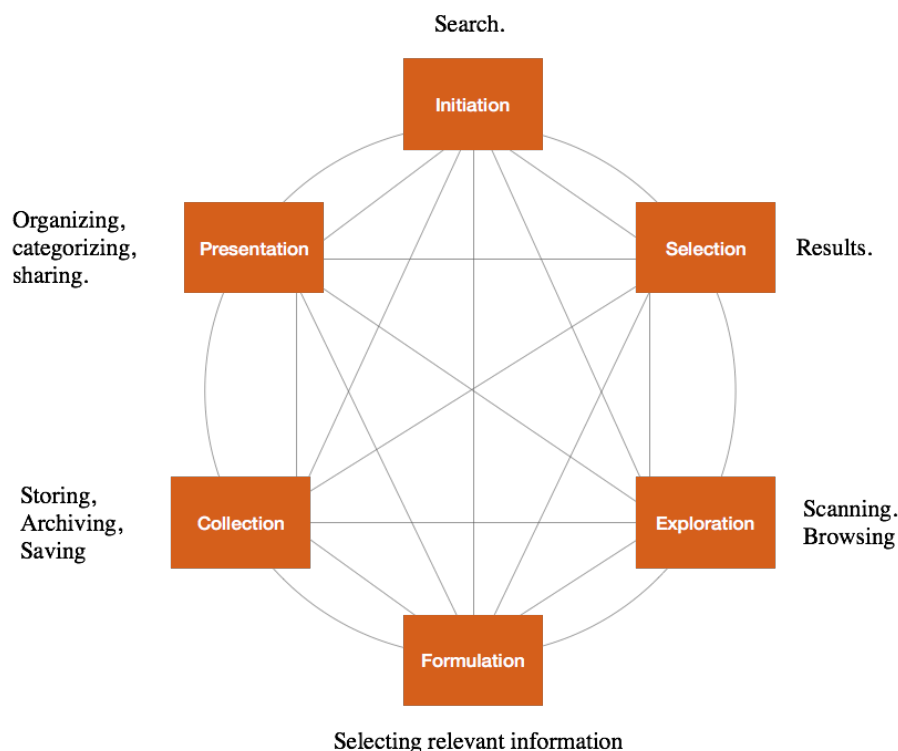 Search.
Initiation
Organizing,
categorizing,
sharing.
Presentation
Selection
Results.
Storing,
Archiving,
Saving
Collection
Exploration
Scanning.
Browsing
Formulation
Selecting relevant information